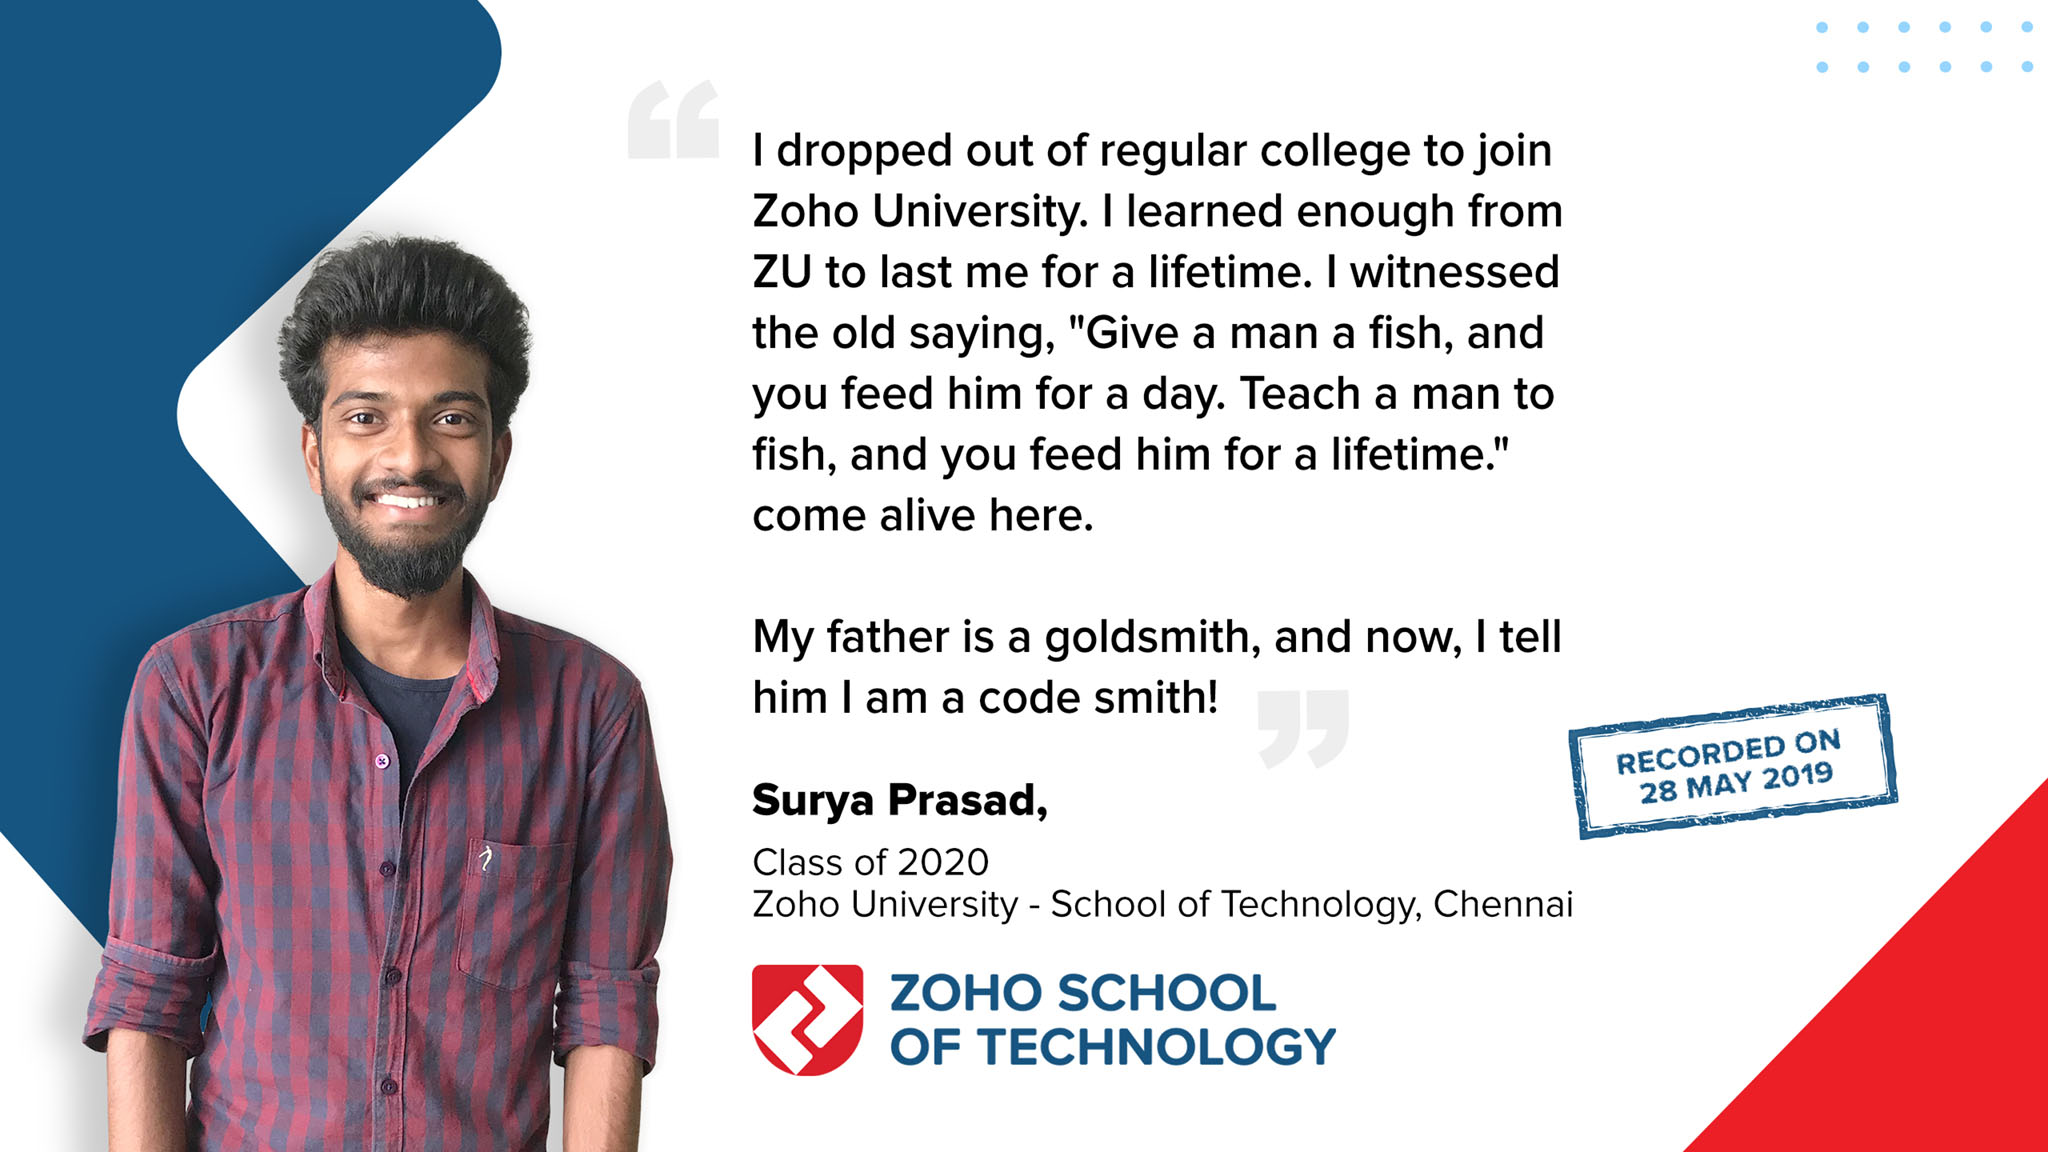 I dropped out of regular college to join
Zoho University. I learned enough from
ZU to last me for a lifetime. I witnessed
the old saying, "Give a man a fish, and
you feed him for a day. Teach a man to
fish, and you feed him for a lifetime."
come alive here.
My father is a goldsmith, and now, I tell
him I am a code smith!
RECORDED ON
28 MAY 2019
Surya Prasad,
Class of 2020
Zoho University - School of Technology, Chennai
ZOHO SCHOOL
OF TECHNOLOGY